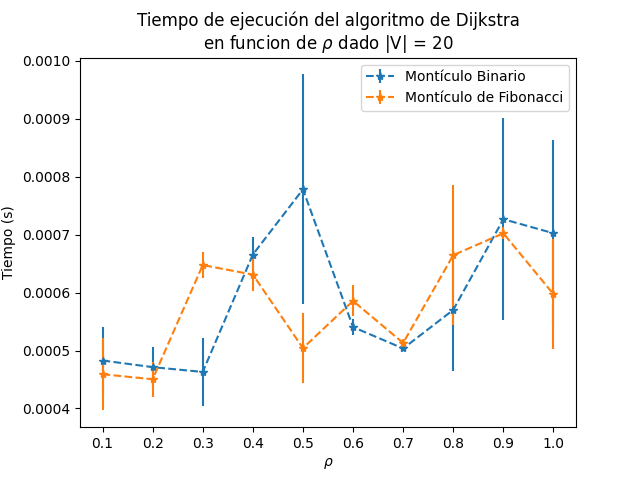 Tiempo de ejecución del algoritmo de Dijkstra
en funcion de ρ dado |V| = 20
Montículo Binario
Montículo de Fibonacci
Tiempo (s)
0.0010
0.0009
0.0008
0.0007
0.0006
0.0005
0.0004
0.1 0.2 0.3 0.4 0.5 0.6 0.7 0.8 0.9 1.0
ρ